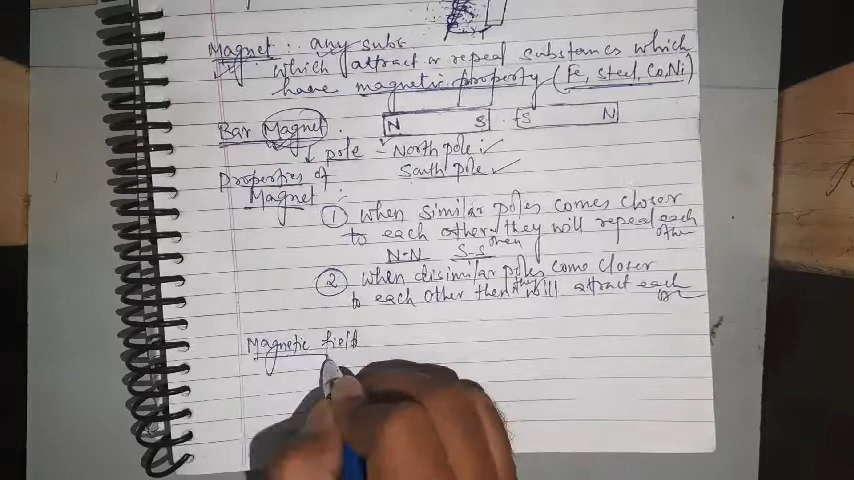 Magnet : any subs
which attract or repeal substances which
have magnetic property (Fe, Steel, Co, Ni)
Bar Magnet .
N S S N
pole - North pole :
South pole
Properties of
Magnet :
① when similar poles comes closer
to each other they will repeal each
other
N-N S-S then
② when disimilar poles come closer
to each other then they will attract each
Magnetic field